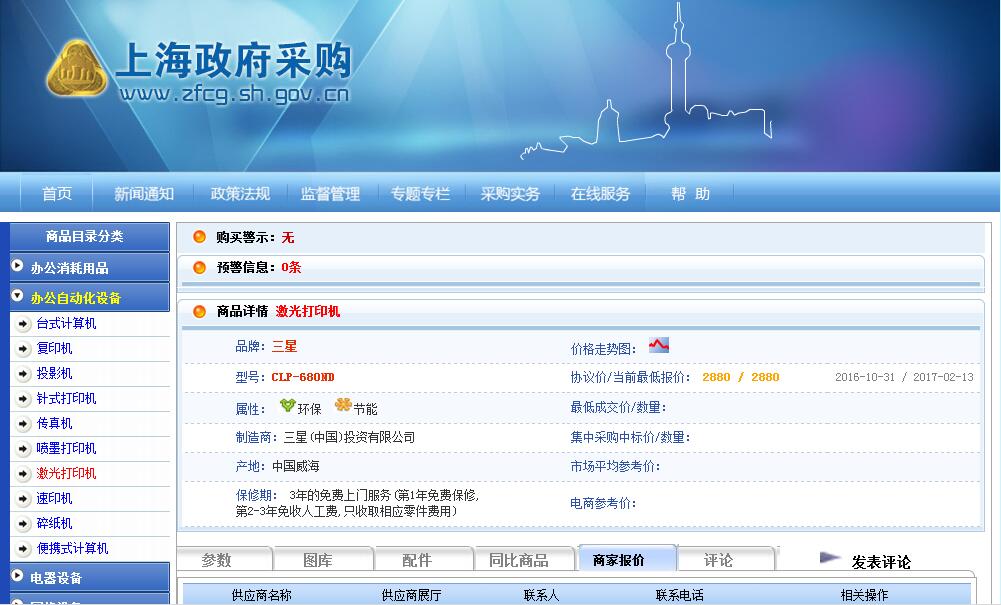 上海政府采购
www.zfcg.sh.gov.cn
首页 新闻通知 政策法规 监督管理 专题专栏 采购实务 在线服务 帮 助
商品目录分类
办公消耗用品
办公自动化设备
台式计算机
复印机
投影机
针式打印机
传真机
喷墨打印机
激光打印机
速印机
碎纸机
便携式计算机
电器设备
购买警示：无
预警信息：0条
商品详情 激光打印机
品牌：三星
价格走势图：
型号：CLP-680ND
协议价/当前最低报价： 2880 / 2880 2016-10-31 / 2017-02-13
属性： 环保 节能
最低成交价/数量：
制造商：三星(中国)投资有限公司
集中采购中标价/数量：
产地：中国威海
市场平均参考价：
保修期： 3年的免费上门服务(第1年免费保修,
第2-3年免收人工费,只收取相应零件费用)
电商参考价：
参数 图库 配件 同比商品 商家报价 评论 发表评论
供应商名称 供应商展厅 联系人 联系电话 相关操作